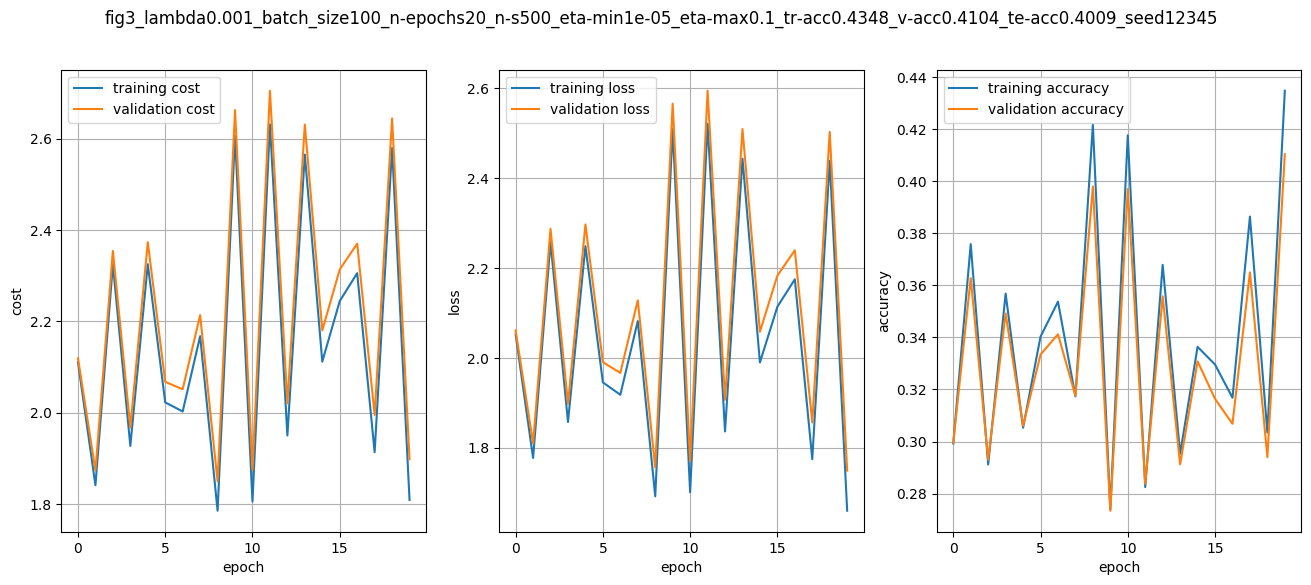 fig3_lambda0.001_batch_size100_n-epochs20_n-s500_eta-min1e-05_eta-max0.1_tr-acc0.4348_v-acc0.4104_te-acc0.4009_seed12345
training cost
validation cost
2.6
2.4
2.2
2.0
1.8
cost
0 5 10 15
epoch
training loss
validation loss
2.6
2.4
2.2
2.0
1.8
loss
0 5 10 15
epoch
training accuracy
validation accuracy
0.44
0.42
0.40
0.38
0.36
0.34
0.32
0.30
0.28
accuracy
0 5 10 15
epoch